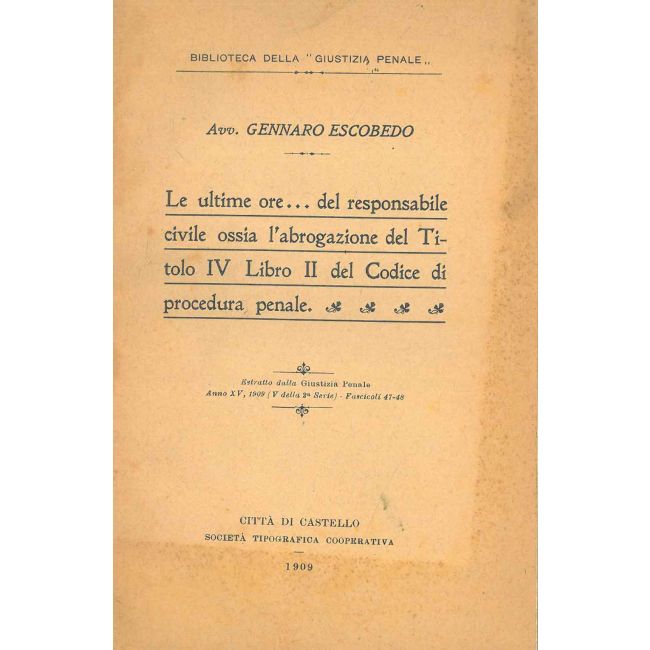 BIBLIOTECA DELLA " GIUSTIZIA PENALE „
Avv. GENNARO ESCOBEDO
Le ultime ore... del responsabile
civile ossia l'abrogazione del Ti-
tolo IV Libro II del Codice di
procedura penale.
Estratto dalla Giustizia Penale
Anno XV, 1909 (V della 2ª Serie) - Fascicoli 47-48
CITTÀ DI CASTELLO
SOCIETÀ TIPOGRAFICA COOPERATIVA
1909